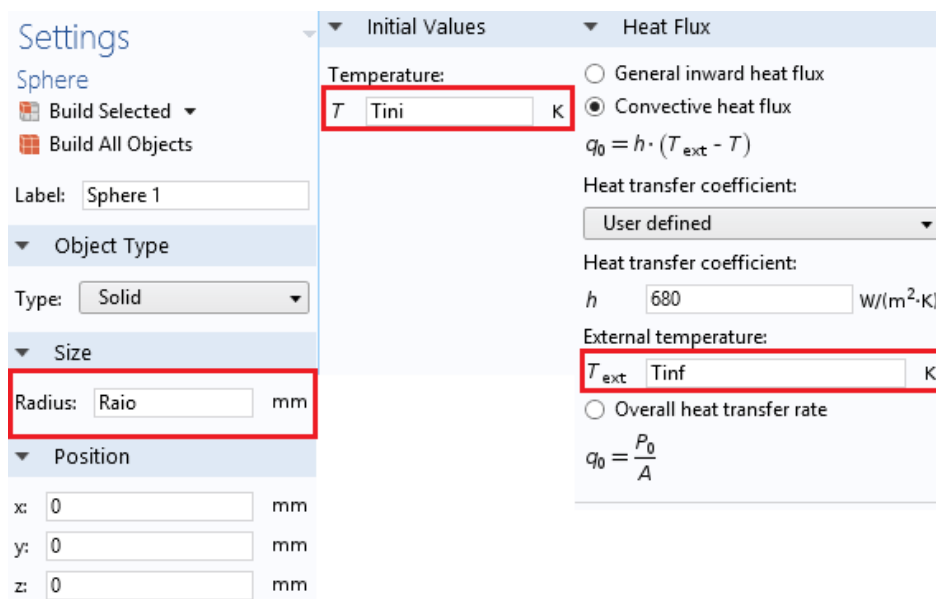 Settings
Sphere
Build Selected
Build All Objects
Label: Sphere 1
Object Type
Type: Solid
Size
Radius: Raio mm
Position
x: 0 mm
y: 0 mm
z: 0 mm
Initial Values
Temperature:
T Tini K
Heat Flux
General inward heat flux
Convective heat flux
q₀ = h · (T ext - T)
Heat transfer coefficient:
User defined
Heat transfer coefficient:
h 680 W/(m²·K)
External temperature:
T ext Tinf K
Overall heat transfer rate
q₀ = P₀/A